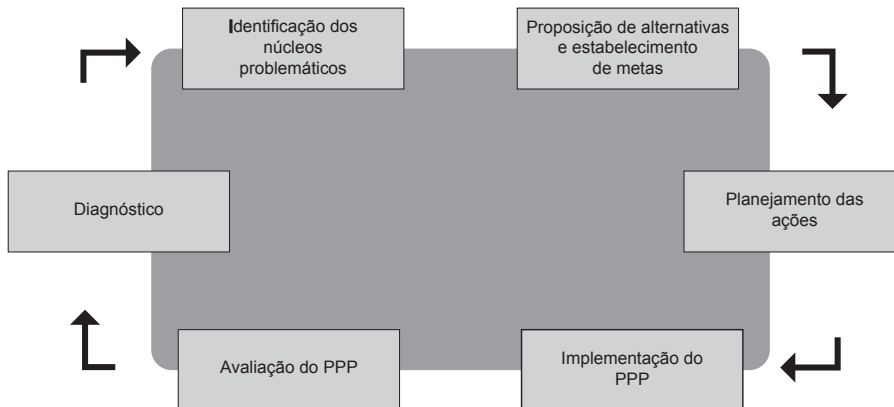 Identificação dos
núcleos
problemáticos
Proposição de alternativas
e estabelecimento
de metas
Diagnóstico
Planejamento das
ações
Avaliação do PPP
Implementação do
PPP